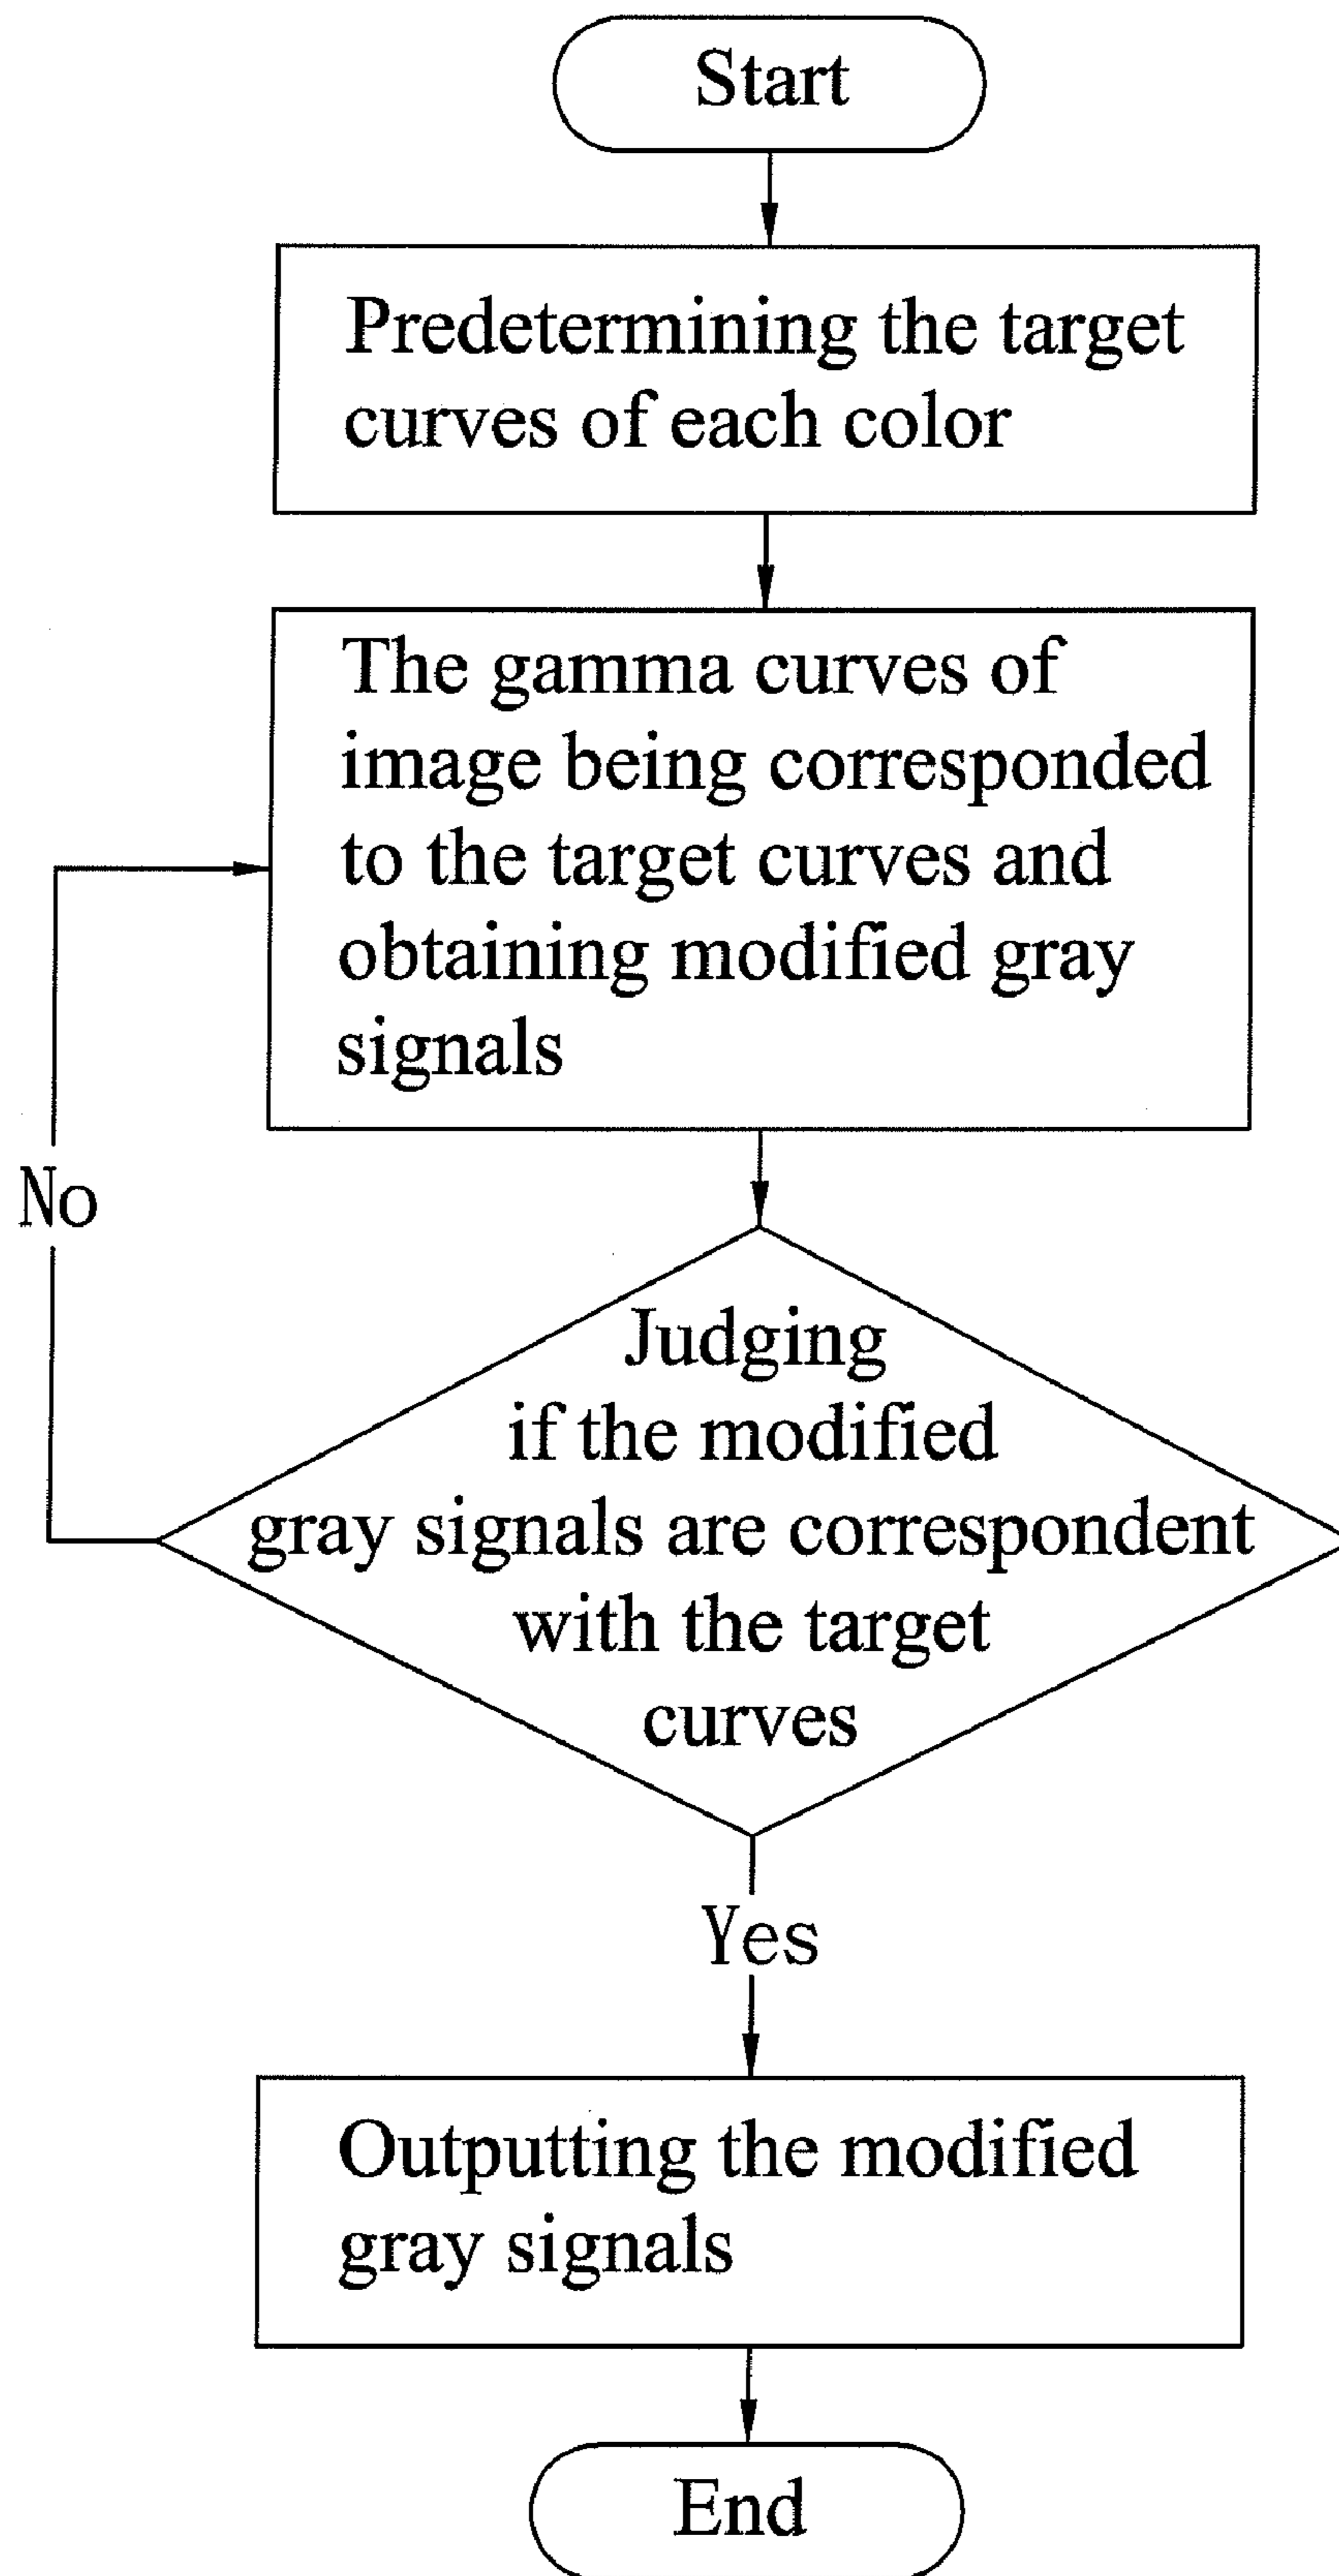 Start
Predetermining the target
curves of each color
The gamma curves of
image being corresponded
to the target curves and
obtaining modified gray
signals
No
Judging
if the modified
gray signals are correspondent
with the target
curves
Yes
Outputting the modified
gray signals
End